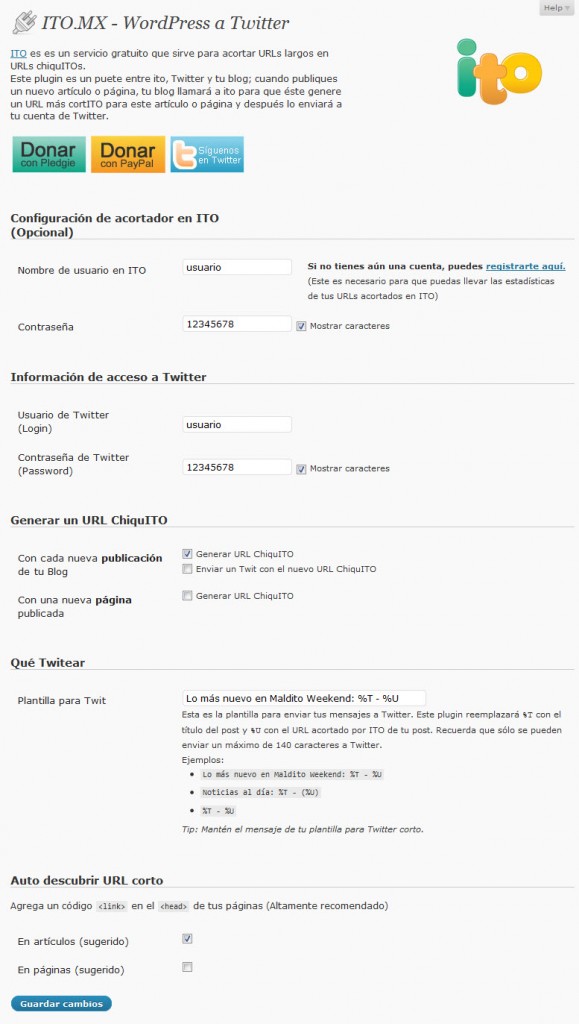 Help
ITO.MX - WordPress a Twitter
ITO es es un servicio gratuito que sirve para acortar URLs largos en
URLs chiquITOs.
Este plugin es un puete entre ito, Twitter y tu blog; cuando publiques
un nuevo artículo o página, tu blog llamará a ito para que éste genere
un URL más cortITO para este artículo o página y después lo enviará a
tu cuenta de Twitter.
ito
Donar
con Pledgie
Donar
con PayPal
t
Síguenos
en Twitter
Configuración de acortador en ITO
(Opcional)
Nombre de usuario en ITO
usuario
Si no tienes aún una cuenta, puedes registrarte aquí.
(Este es necesario para que puedas llevar las estadísticas
de tus URLs acortados en ITO)
Contraseña
12345678
Mostrar caracteres
Información de acceso a Twitter
Usuario de Twitter
(Login)
usuario
Contraseña de Twitter
(Password)
12345678
Mostrar caracteres
Generar un URL ChiquITO
Con cada nueva publicación
de tu Blog
Generar URL ChiquITO
Enviar un Twit con el nuevo URL ChiquITO
Con una nueva página
publicada
Generar URL ChiquITO
Qué Twitear
Plantilla para Twit
Lo más nuevo en Maldito Weekend: %T - %U
Esta es la plantilla para enviar tus mensajes a Twitter. Este plugin reemplazará %T con el
título del post y %U con el URL acortado por ITO de tu post. Recuerda que sólo se pueden
enviar un máximo de 140 caracteres a Twitter.
Ejemplos:
• Lo más nuevo en Maldito Weekend: %T - %U
• Noticias al día: %T - (%U)
• %T - %U
Tip: Mantén el mensaje de tu plantilla para Twitter corto.
Auto descubrir URL corto
Agrega un código <link> en el <head> de tus páginas (Altamente recomendado)
En artículos (sugerido)
En páginas (sugerido)
Guardar cambios